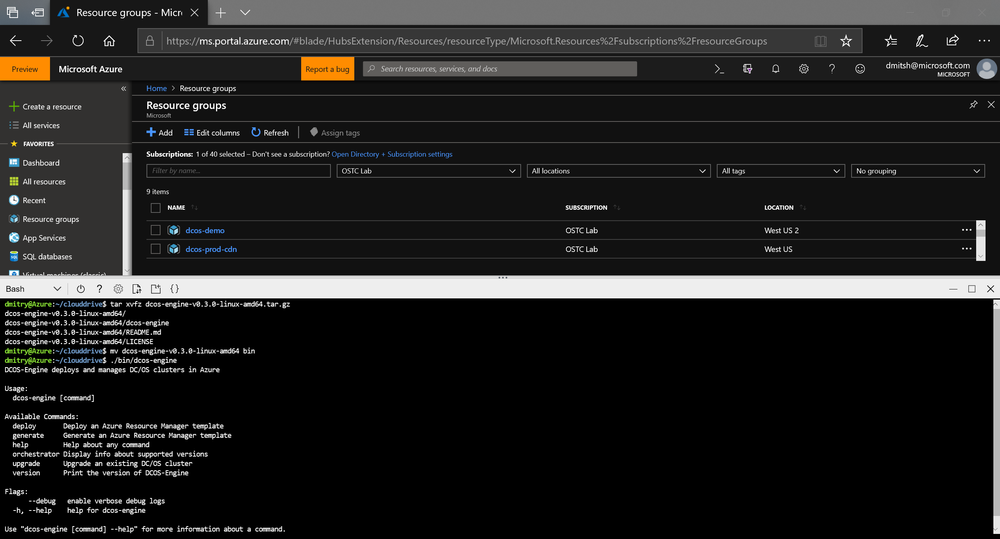 Resource groups - Micr
https://ms.portal.azure.com/#blade/HubsExtension/Resources/resourceType/Microsoft.Resources%2Fsubscriptions%2FresourceGroups
Preview
Microsoft Azure
Report a bug
Search resources, services, and docs
dmitsh@microsoft.com
MICROSOFT
Create a resource
All services
FAVORITES
Dashboard
All resources
Recent
Resource groups
App Services
SQL databases
Virtual machines (classic)
Home > Resource groups
Resource groups
Microsoft
Add
Edit columns
Refresh
Assign tags
Subscriptions: 1 of 40 selected – Don't see a subscription? Open Directory + Subscription settings
Filter by name...
OSTC Lab
All locations
All tags
No grouping
9 items
NAME SUBSCRIPTION LOCATION
dcos-demo OSTC Lab West US 2
dcos-prod-cdn OSTC Lab West US
Bash
dmitry@Azure:~/clouddrive$ tar xvfz dcos-engine-v0.3.0-linux-amd64.tar.gz
dcos-engine-v0.3.0-linux-amd64/
dcos-engine-v0.3.0-linux-amd64/dcos-engine
dcos-engine-v0.3.0-linux-amd64/README.md
dcos-engine-v0.3.0-linux-amd64/LICENSE
dmitry@Azure:~/clouddrive$ mv dcos-engine-v0.3.0-linux-amd64 bin
dmitry@Azure:~/clouddrive$ ./bin/dcos-engine
DCOS-Engine deploys and manages DC/OS clusters in Azure
Usage:
dcos-engine [command]
Available Commands:
deploy Deploy an Azure Resource Manager template
generate Generate an Azure Resource Manager template
help Help about any command
orchestrator Display info about supported versions
upgrade Upgrade an existing DC/OS cluster
version Print the version of DCOS-Engine
Flags:
--debug enable verbose debug logs
-h, --help help for dcos-engine
Use "dcos-engine [command] --help" for more information about a command.